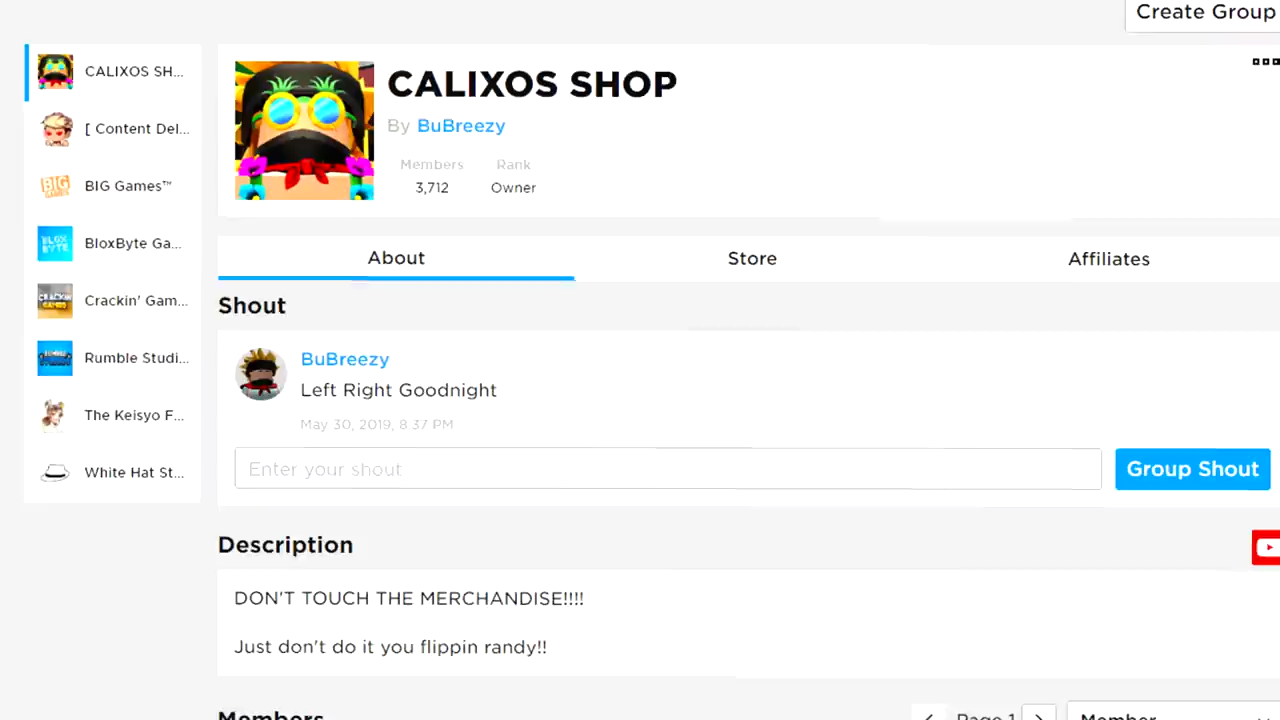 Create Group
CALIXOS SH...
[ Content Del...
BIG Games™
BloxByte Ga...
Crackin' Gam...
Rumble Studi...
The Keisyo F...
White Hat St...
CALIXOS SHOP
By BuBreezy
Members Rank
3,712 Owner
About Store Affiliates
Shout
BuBreezy
Left Right Goodnight
May 30, 2019, 8 37 PM
Enter your shout
Group Shout
Description
DON'T TOUCH THE MERCHANDISE!!!!
Just don't do it you flippin randy!!
Members
Page 1
Member